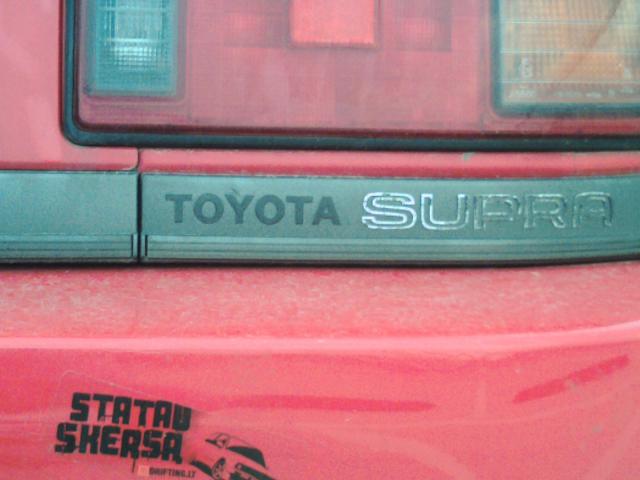 TOYOTA SUPRA
STATAU
SKERSA
DRIFTING.LT